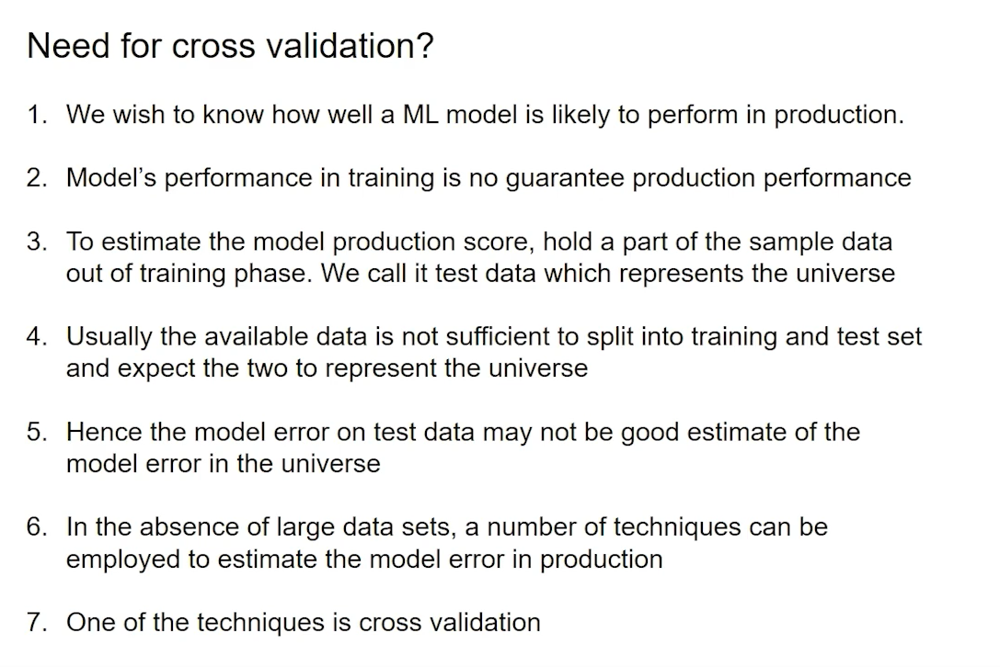 Need for cross validation?
1. We wish to know how well a ML model is likely to perform in production.
2. Model’s performance in training is no guarantee production performance
3. To estimate the model production score, hold a part of the sample data
out of training phase. We call it test data which represents the universe
4. Usually the available data is not sufficient to split into training and test set
and expect the two to represent the universe
5. Hence the model error on test data may not be good estimate of the
model error in the universe
6. In the absence of large data sets, a number of techniques can be
employed to estimate the model error in production
7. One of the techniques is cross validation